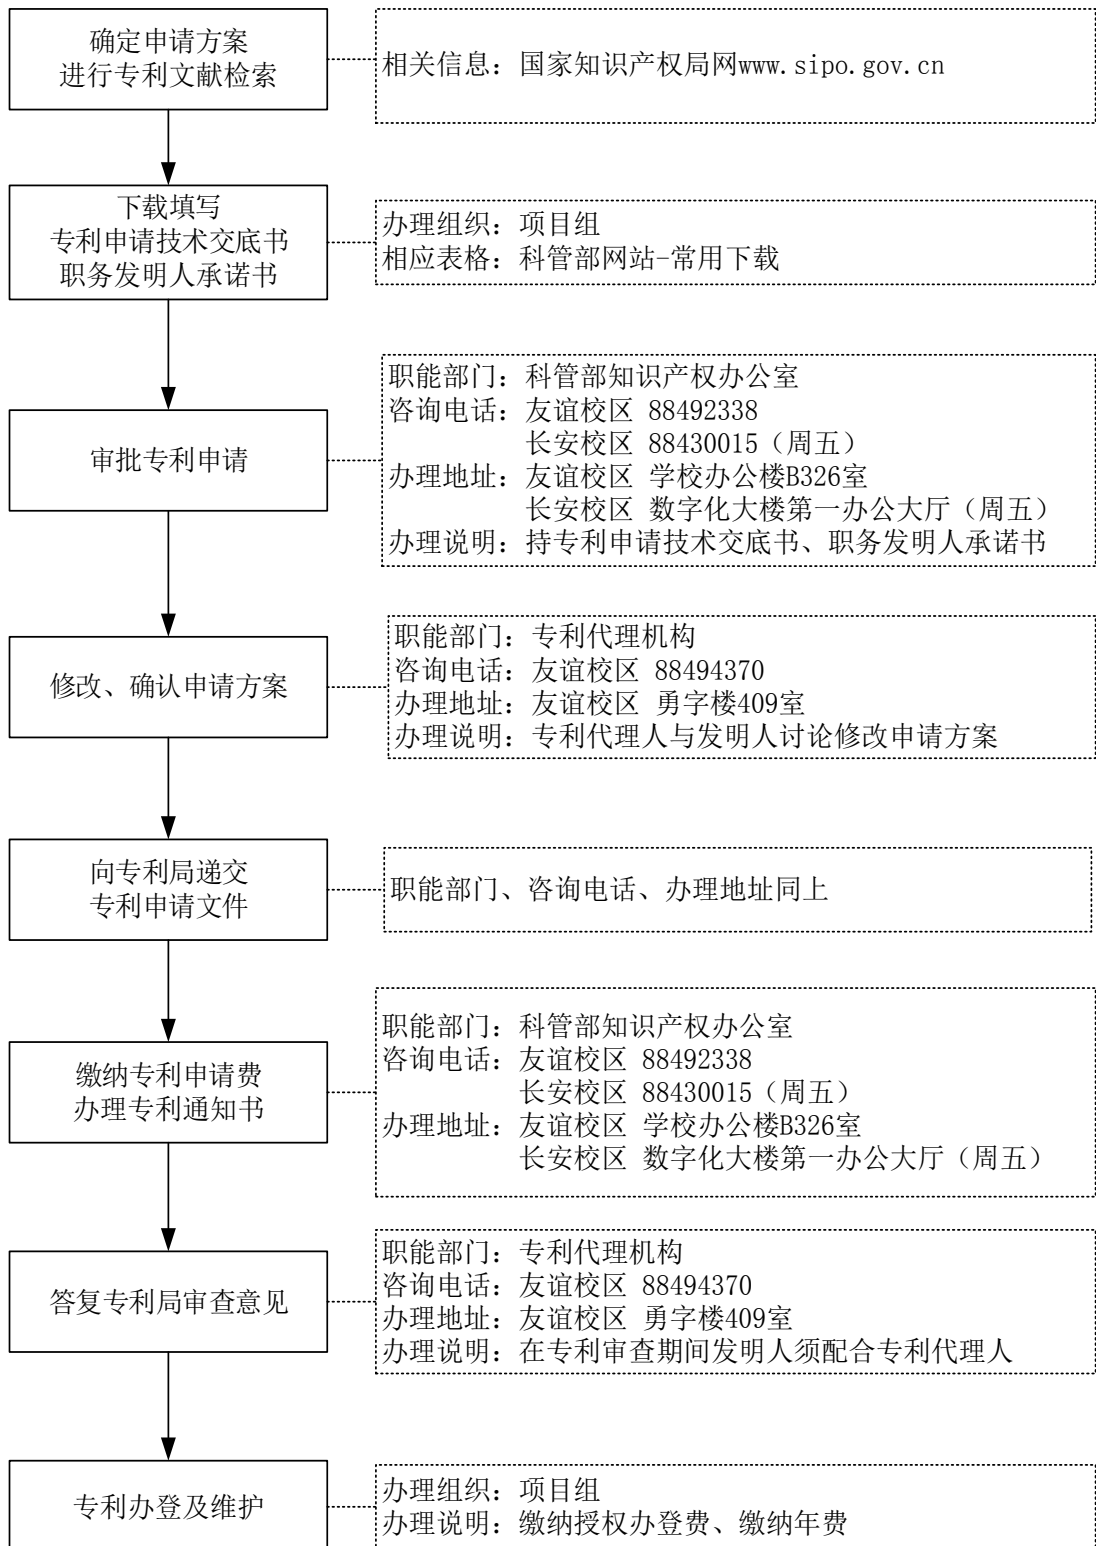 确定申请方案
进行专利文献检索
相关信息：国家知识产权局网www.sipo.gov.cn
下载填写
专利申请技术交底书
职务发明人承诺书
办理组织：项目组
相应表格：科管部网站-常用下载
审批专利申请
职能部门：科管部知识产权办公室
咨询电话：友谊校区 88492338
长安校区 88430015（周五）
办理地址：友谊校区 学校办公楼B326室
长安校区 数字化大楼第一办公大厅（周五）
办理说明：持专利申请技术交底书、职务发明人承诺书
修改、确认申请方案
职能部门：专利代理机构
咨询电话：友谊校区 88494370
办理地址：友谊校区 勇字楼409室
办理说明：专利代理人与发明人讨论修改申请方案
向专利局递交
专利申请文件
职能部门、咨询电话、办理地址同上
缴纳专利申请费
办理专利通知书
职能部门：科管部知识产权办公室
咨询电话：友谊校区 88492338
长安校区 88430015（周五）
办理地址：友谊校区 学校办公楼B326室
长安校区 数字化大楼第一办公大厅（周五）
答复专利局审查意见
职能部门：专利代理机构
咨询电话：友谊校区 88494370
办理地址：友谊校区 勇字楼409室
办理说明：在专利审查期间发明人须配合专利代理人
专利办登及维护
办理组织：项目组
办理说明：缴纳授权办登费、缴纳年费